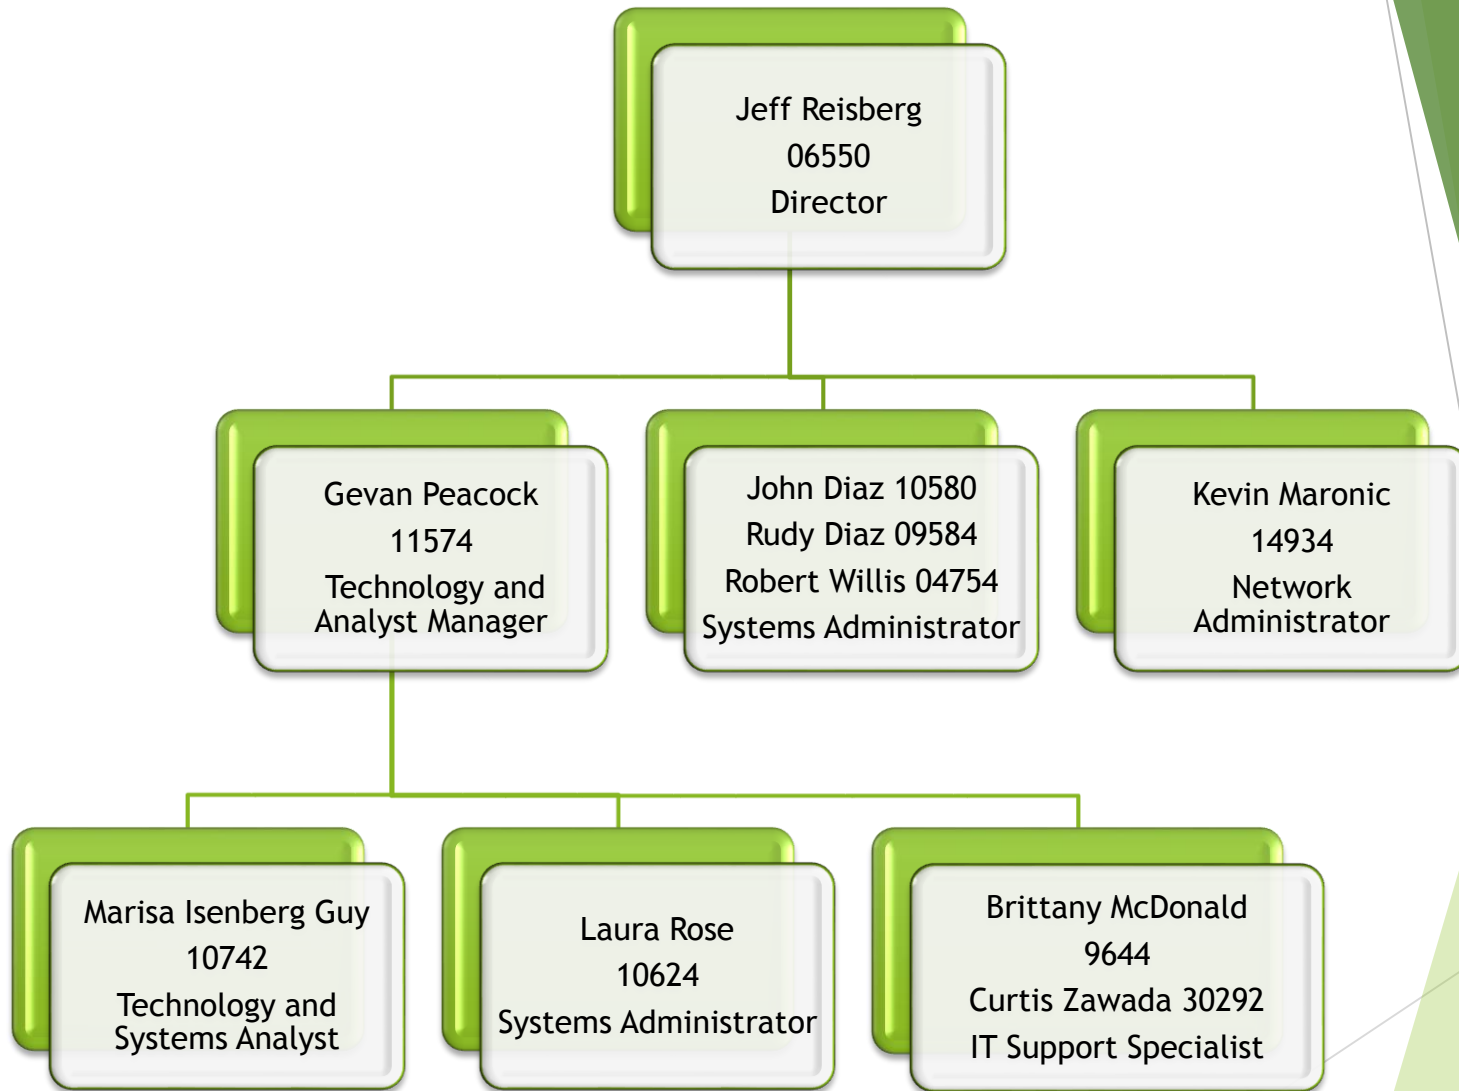 Jeff Reisberg
06550
Director
Gevan Peacock
11574
Technology and
Analyst Manager
John Diaz 10580
Rudy Diaz 09584
Robert Willis 04754
Systems Administrator
Kevin Maronic
14934
Network
Administrator
Marisa Isenberg Guy
10742
Technology and
Systems Analyst
Laura Rose
10624
Systems Administrator
Brittany McDonald
9644
Curtis Zawada 30292
IT Support Specialist